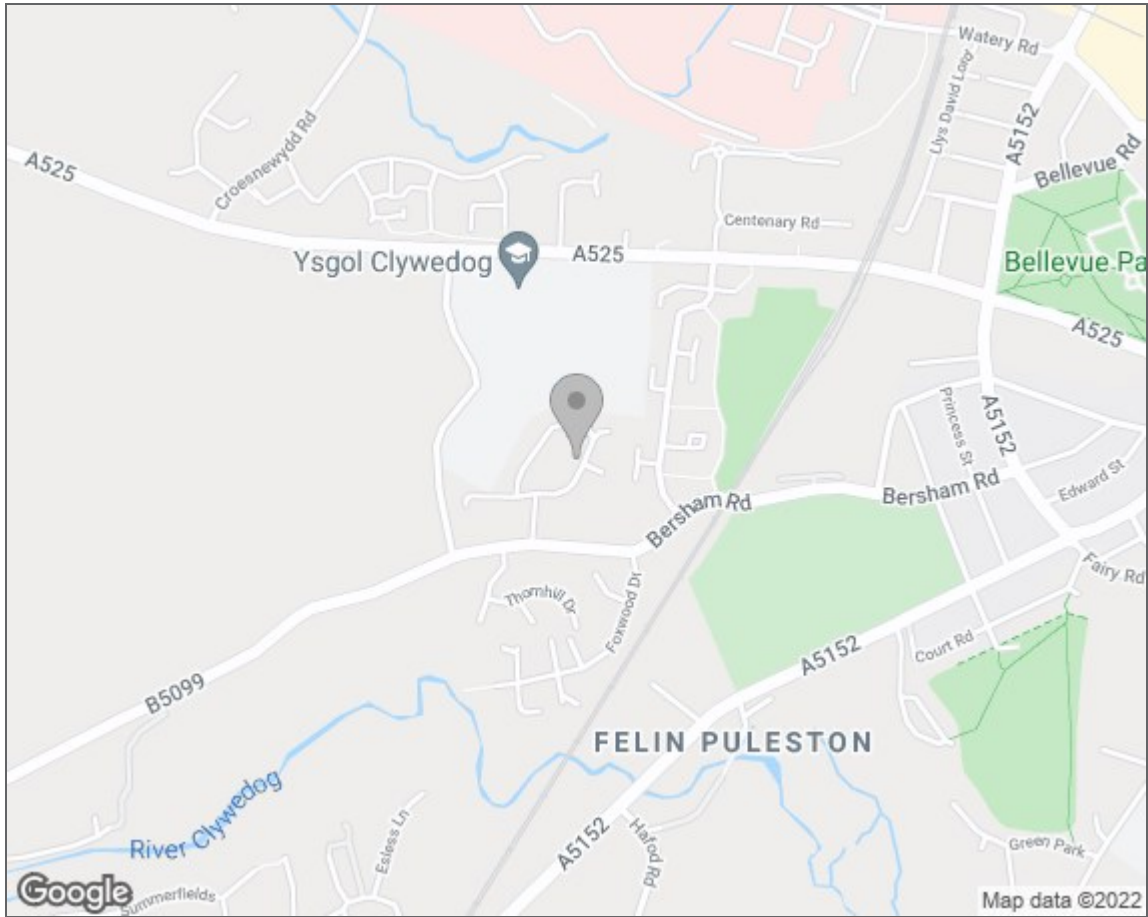 Watery Rd
Llys David Lord
A5152
A525
Croesnewydd Rd
Bellevue Rd
Centenary Rd
Ysgol Clywedog
A525
Bellevue Pa
A525
Princess St
A5152
Edward St
Bersham Rd
Bersham Rd
Fairy Rd
Thornhill Dr
Foxwood Dr
Court Rd
A5152
B5099
FELIN PULESTON
River Clywedog
Esless Ln
A5152
Hafod Rd
Green Park
Summerfields
Google
Map data ©2022